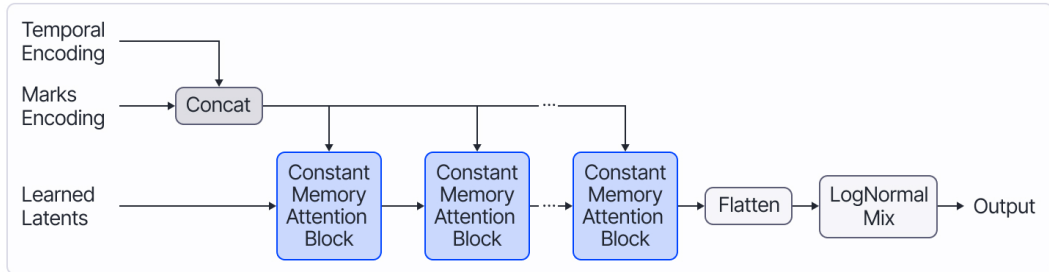 Temporal
Encoding
Marks
Encoding
Concat
...
Learned
Latents
Constant
Memory
Attention
Block
Constant
Memory
Attention
Block
...
Constant
Memory
Attention
Block
Flatten
LogNormal
Mix
Output